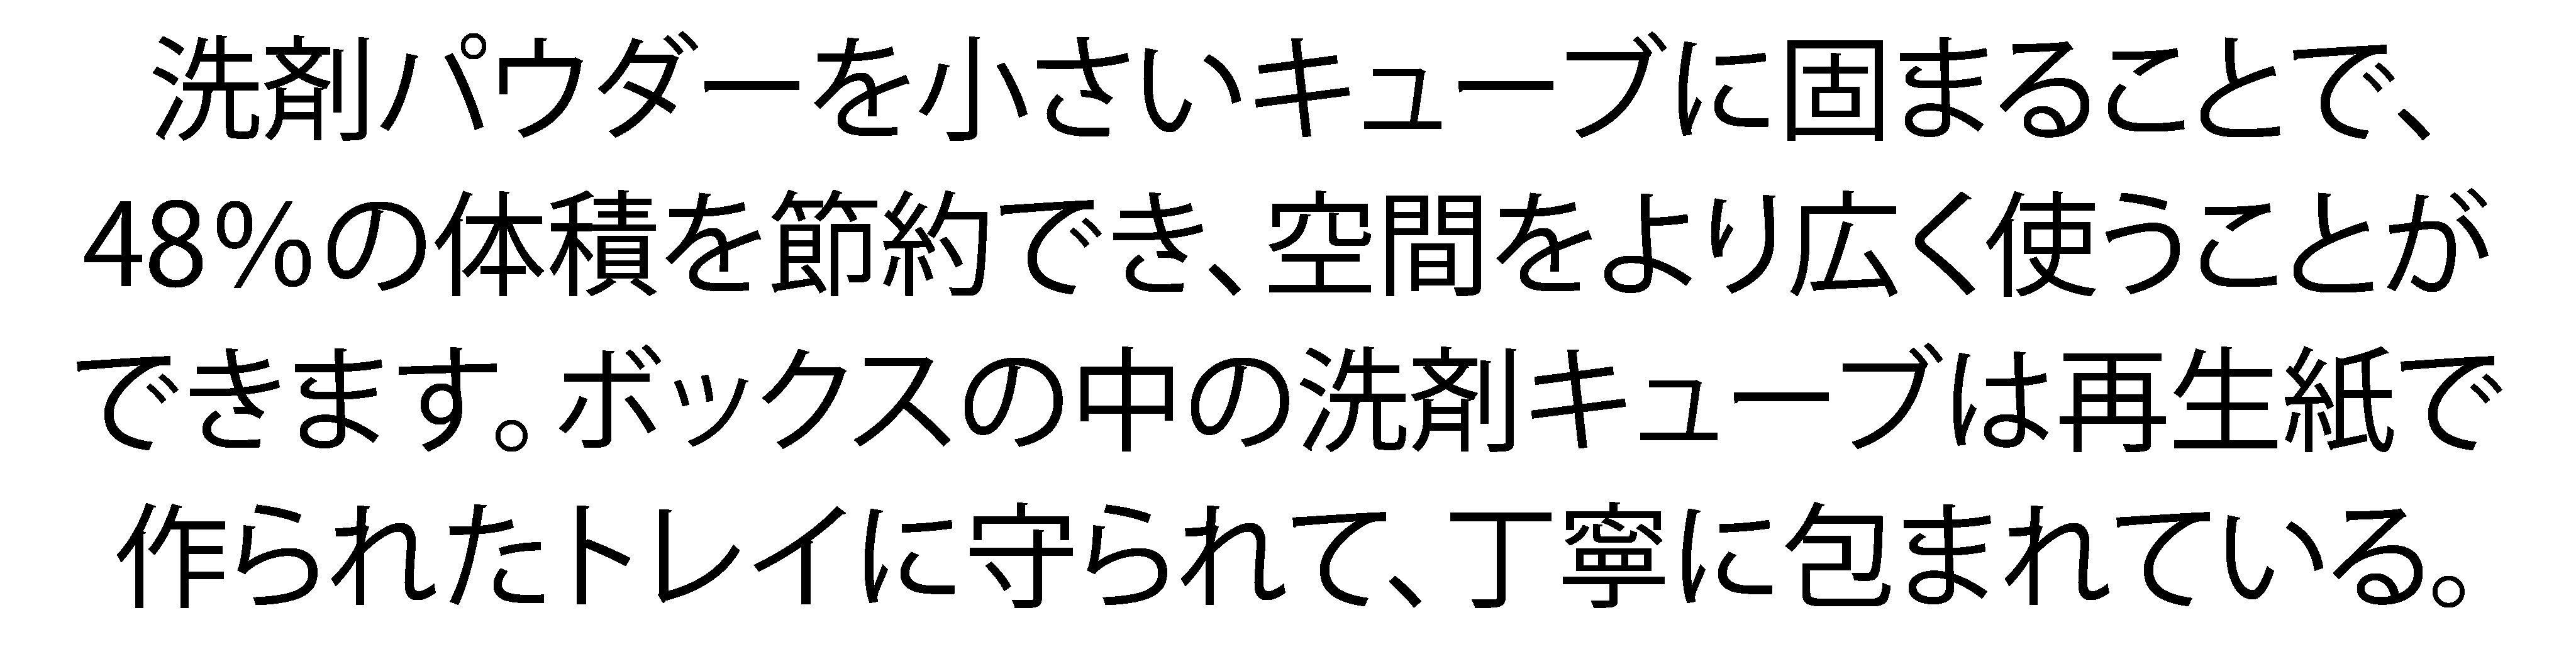 洗剤パウダーを小さいキューブに固まることで、
48%の体積を節約でき、空間をより広く使うことが
できます。ボックスの中の洗剤キューブは再生紙で
作られたトレイに守られて、丁寧に包まれている。